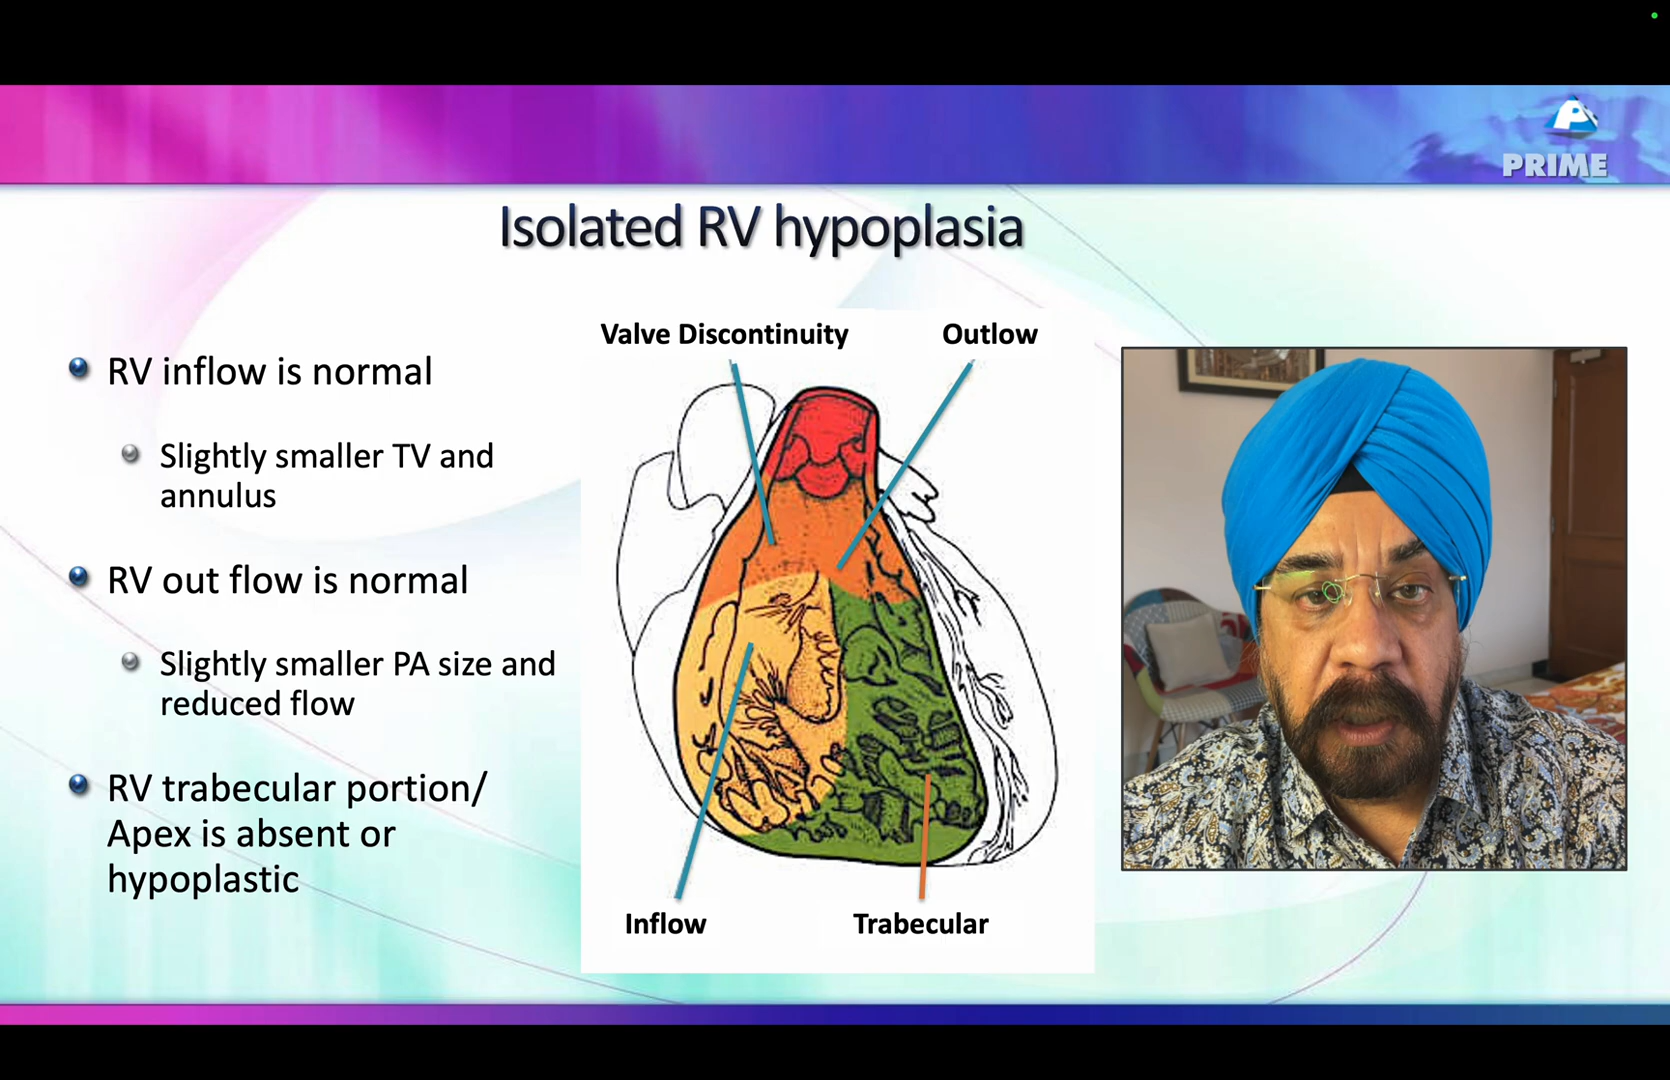 PRIME
Isolated RV hypoplasia
RV inflow is normal
Slightly smaller TV and
annulus
RV out flow is normal
Slightly smaller PA size and
reduced flow
RV trabecular portion/
Apex is absent or
hypoplastic
Valve Discontinuity
Outlow
Inflow
Trabecular